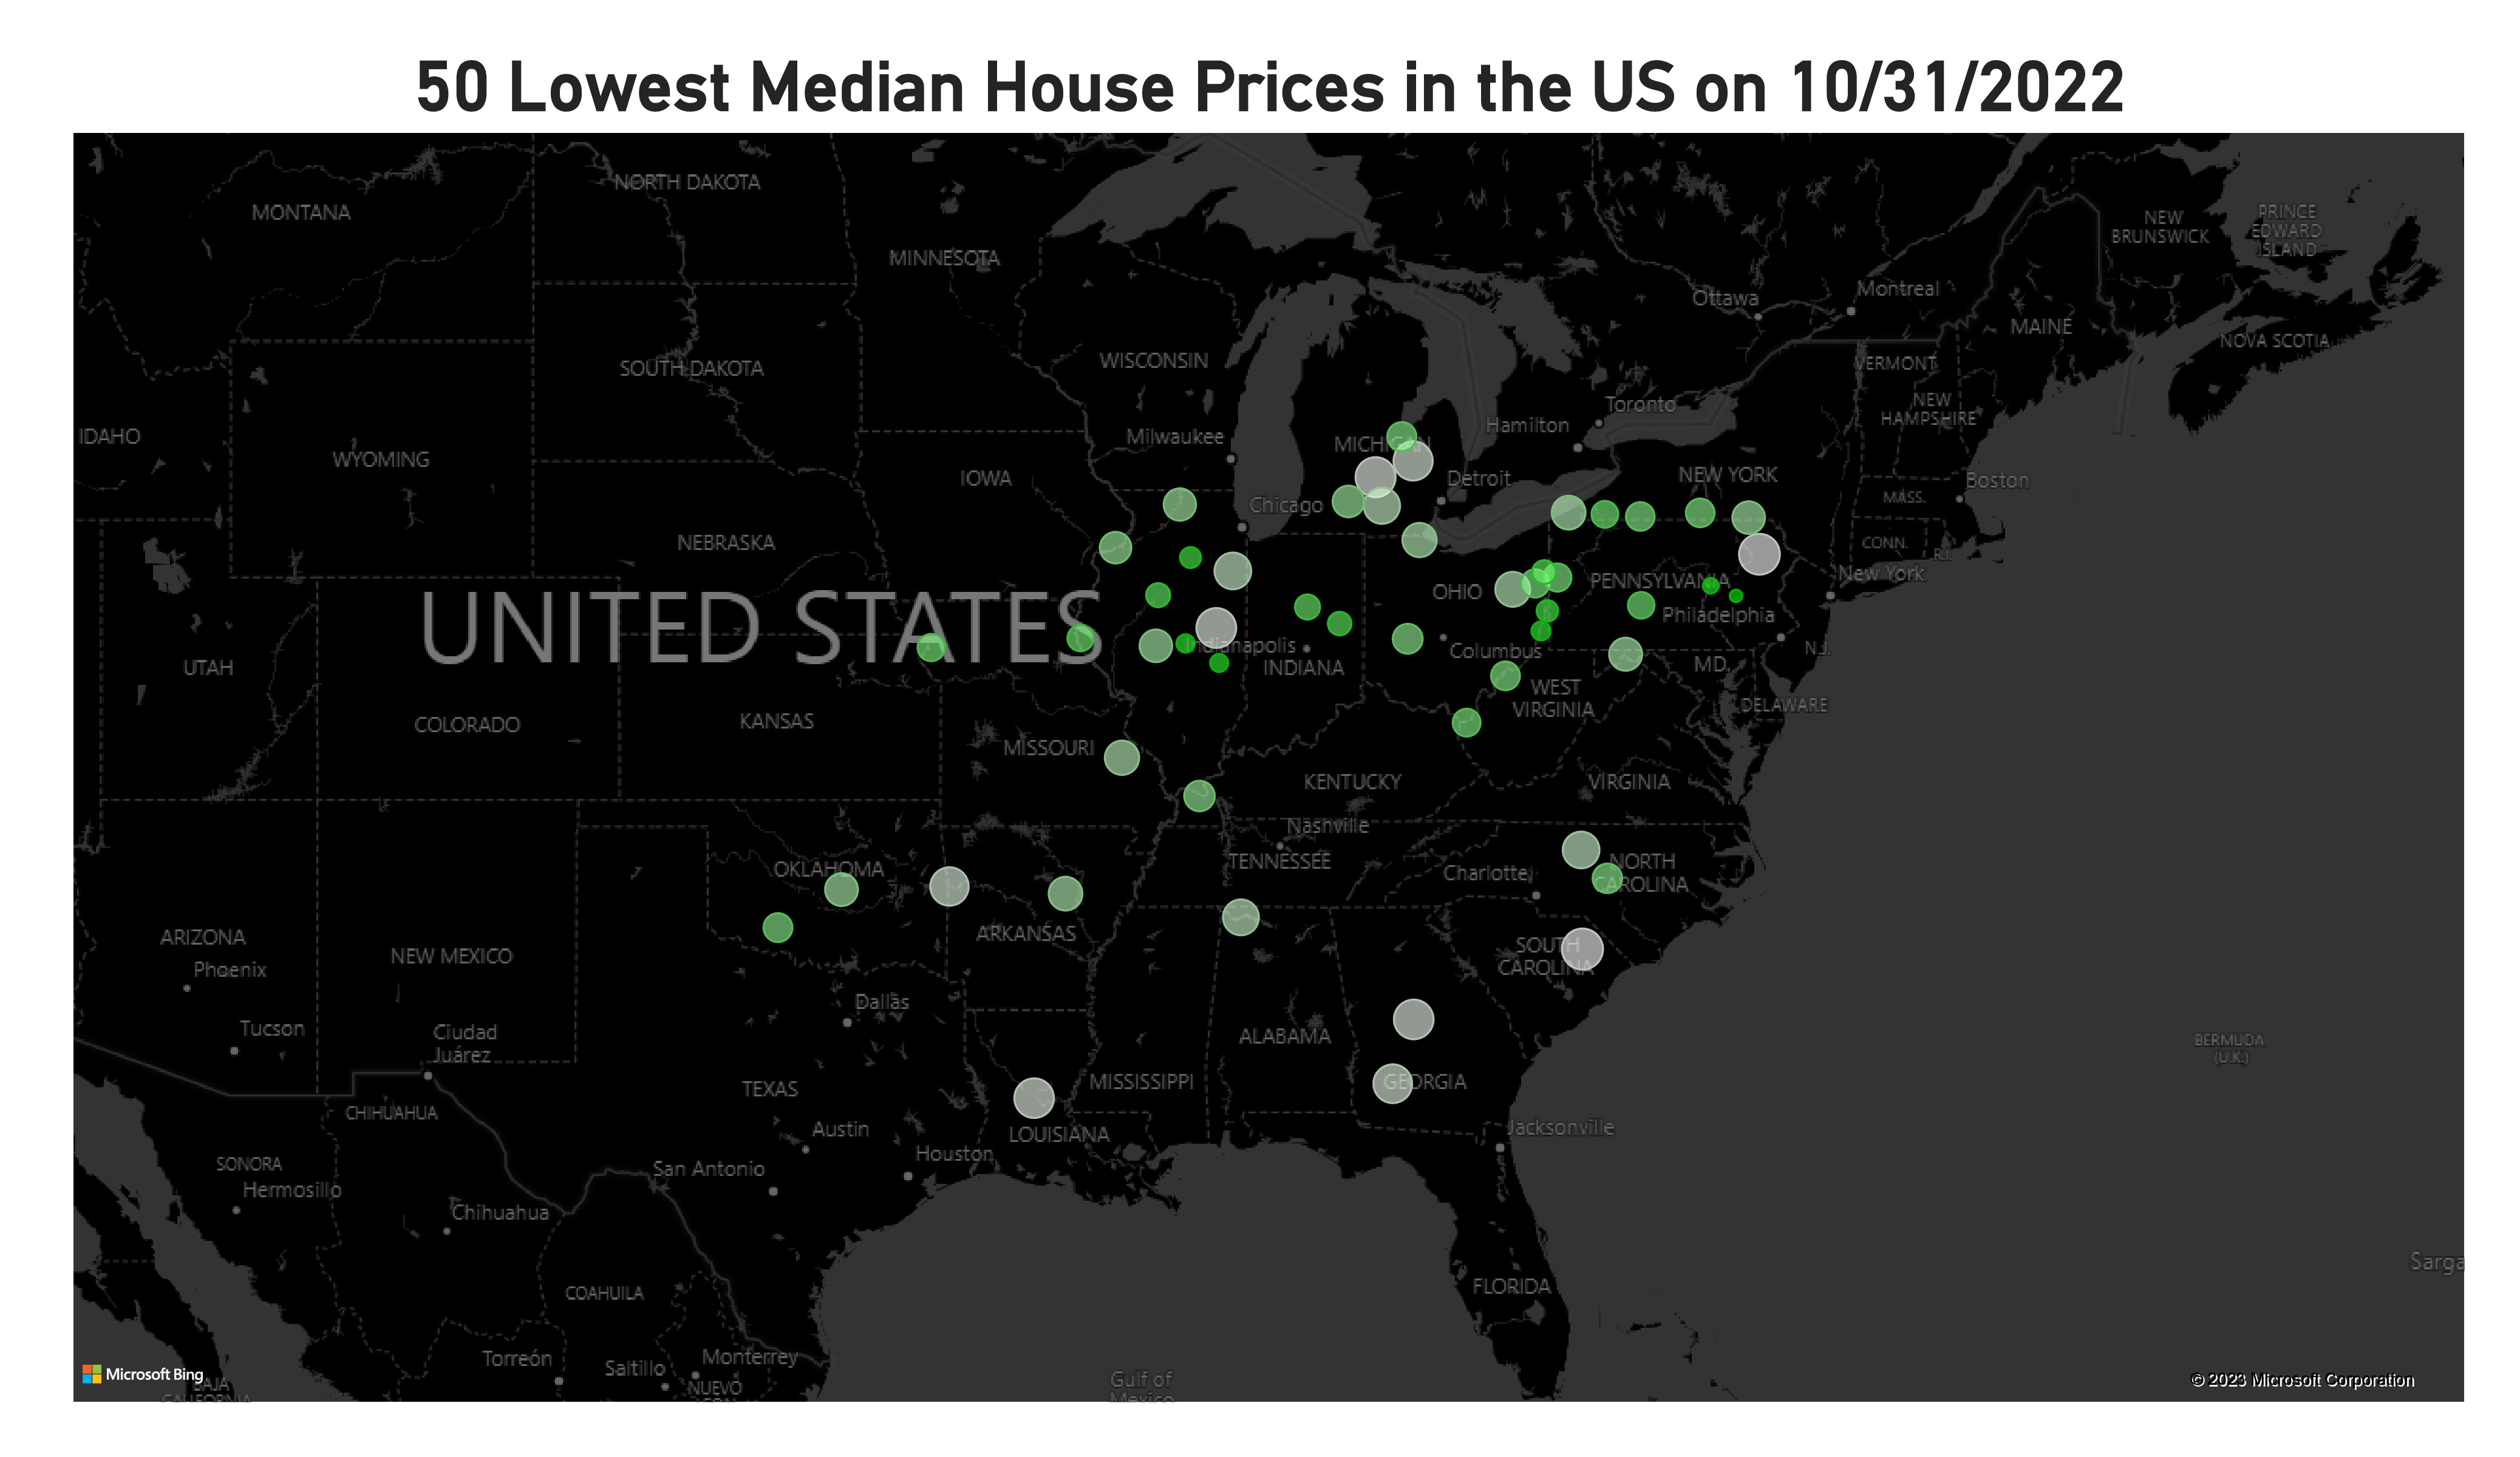 50 Lowest Median House Prices in the US on 10/31/2022
NORTH DAKOTA
MONTANA
MINNESOTA
NEW
BRUNSWICK
PRINCE
EDWARD
ISLAND
Ottawa
Montreal
MAINE
NOVA SCOTIA
SOUTH DAKOTA
WISCONSIN
VERMONT
NEW
HAMPSHIRE
Toronto
Hamilton
IDAHO
WYOMING
Milwaukee
MICHIGAN
IOWA
Detroit
NEW YORK
Boston
MASS.
Chicago
NEBRASKA
CONN.
R.I.
New York
OHIO
PENNSYLVANIA
Philadelphia
UNITED STATES
Indianapolis
Columbus
N.J.
UTAH
INDIANA
MD.
WEST
VIRGINIA
DELAWARE
COLORADO
KANSAS
MISSOURI
KENTUCKY
VIRGINIA
Nashville
TENNESSEE
OKLAHOMA
Charlotte
NORTH
CAROLINA
ARKANSAS
ARIZONA
Phoenix
NEW MEXICO
SOUTH
CAROLINA
Dallas
Tucson
Ciudad
Juárez
ALABAMA
BERMUDA
(U.K.)
TEXAS
MISSISSIPPI
GEORGIA
CHIHUAHUA
Austin
LOUISIANA
Jacksonville
SONORA
Hermosillo
San Antonio
Houston
Chihuahua
Sarga
COAHUILA
FLORIDA
Torreón
Saltillo
Monterrey
NUEVO
LEÓN
Microsoft Bing
BAJA
CALIFORNIA
Gulf of
Mexico
© 2023 Microsoft Corporation